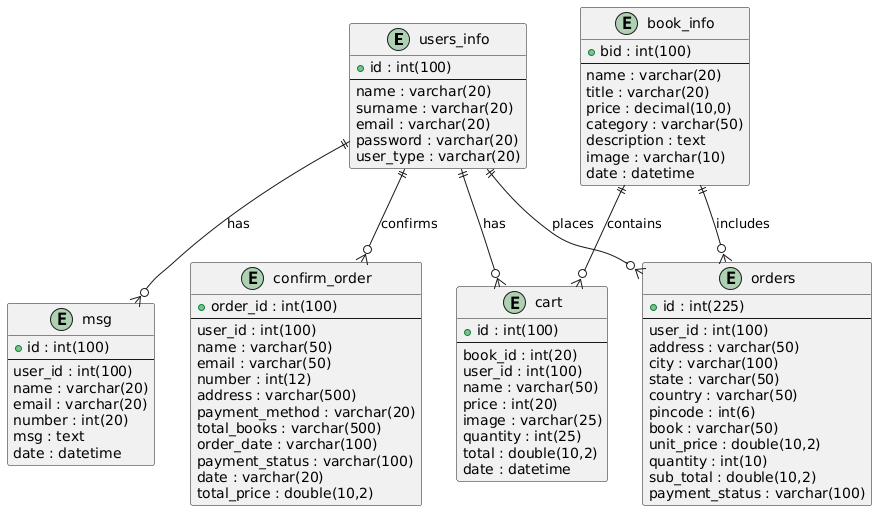 E users_info
id : int(100)
name : varchar(20)
surname : varchar(20)
email : varchar(20)
password : varchar(20)
user_type : varchar(20)
E book_info
bid : int(100)
name : varchar(20)
title : varchar(20)
price : decimal(10,0)
category : varchar(50)
description : text
image : varchar(10)
date : datetime
has
confirms
has
places
contains
includes
E msg
id : int(100)
user_id : int(100)
name : varchar(20)
email : varchar(20)
number : int(20)
msg : text
date : datetime
E confirm_order
order_id : int(100)
user_id : int(100)
name : varchar(50)
email : varchar(50)
number : int(12)
address : varchar(500)
payment_method : varchar(20)
total_books : varchar(500)
order_date : varchar(100)
payment_status : varchar(100)
date : varchar(20)
total_price : double(10,2)
E cart
id : int(100)
book_id : int(20)
user_id : int(100)
name : varchar(50)
price : int(20)
image : varchar(25)
quantity : int(25)
total : double(10,2)
date : datetime
E orders
id : int(225)
user_id : int(100)
address : varchar(50)
city : varchar(100)
state : varchar(50)
country : varchar(50)
pincode : int(6)
book : varchar(50)
unit_price : double(10,2)
quantity : int(10)
sub_total : double(10,2)
payment_status : varchar(100)